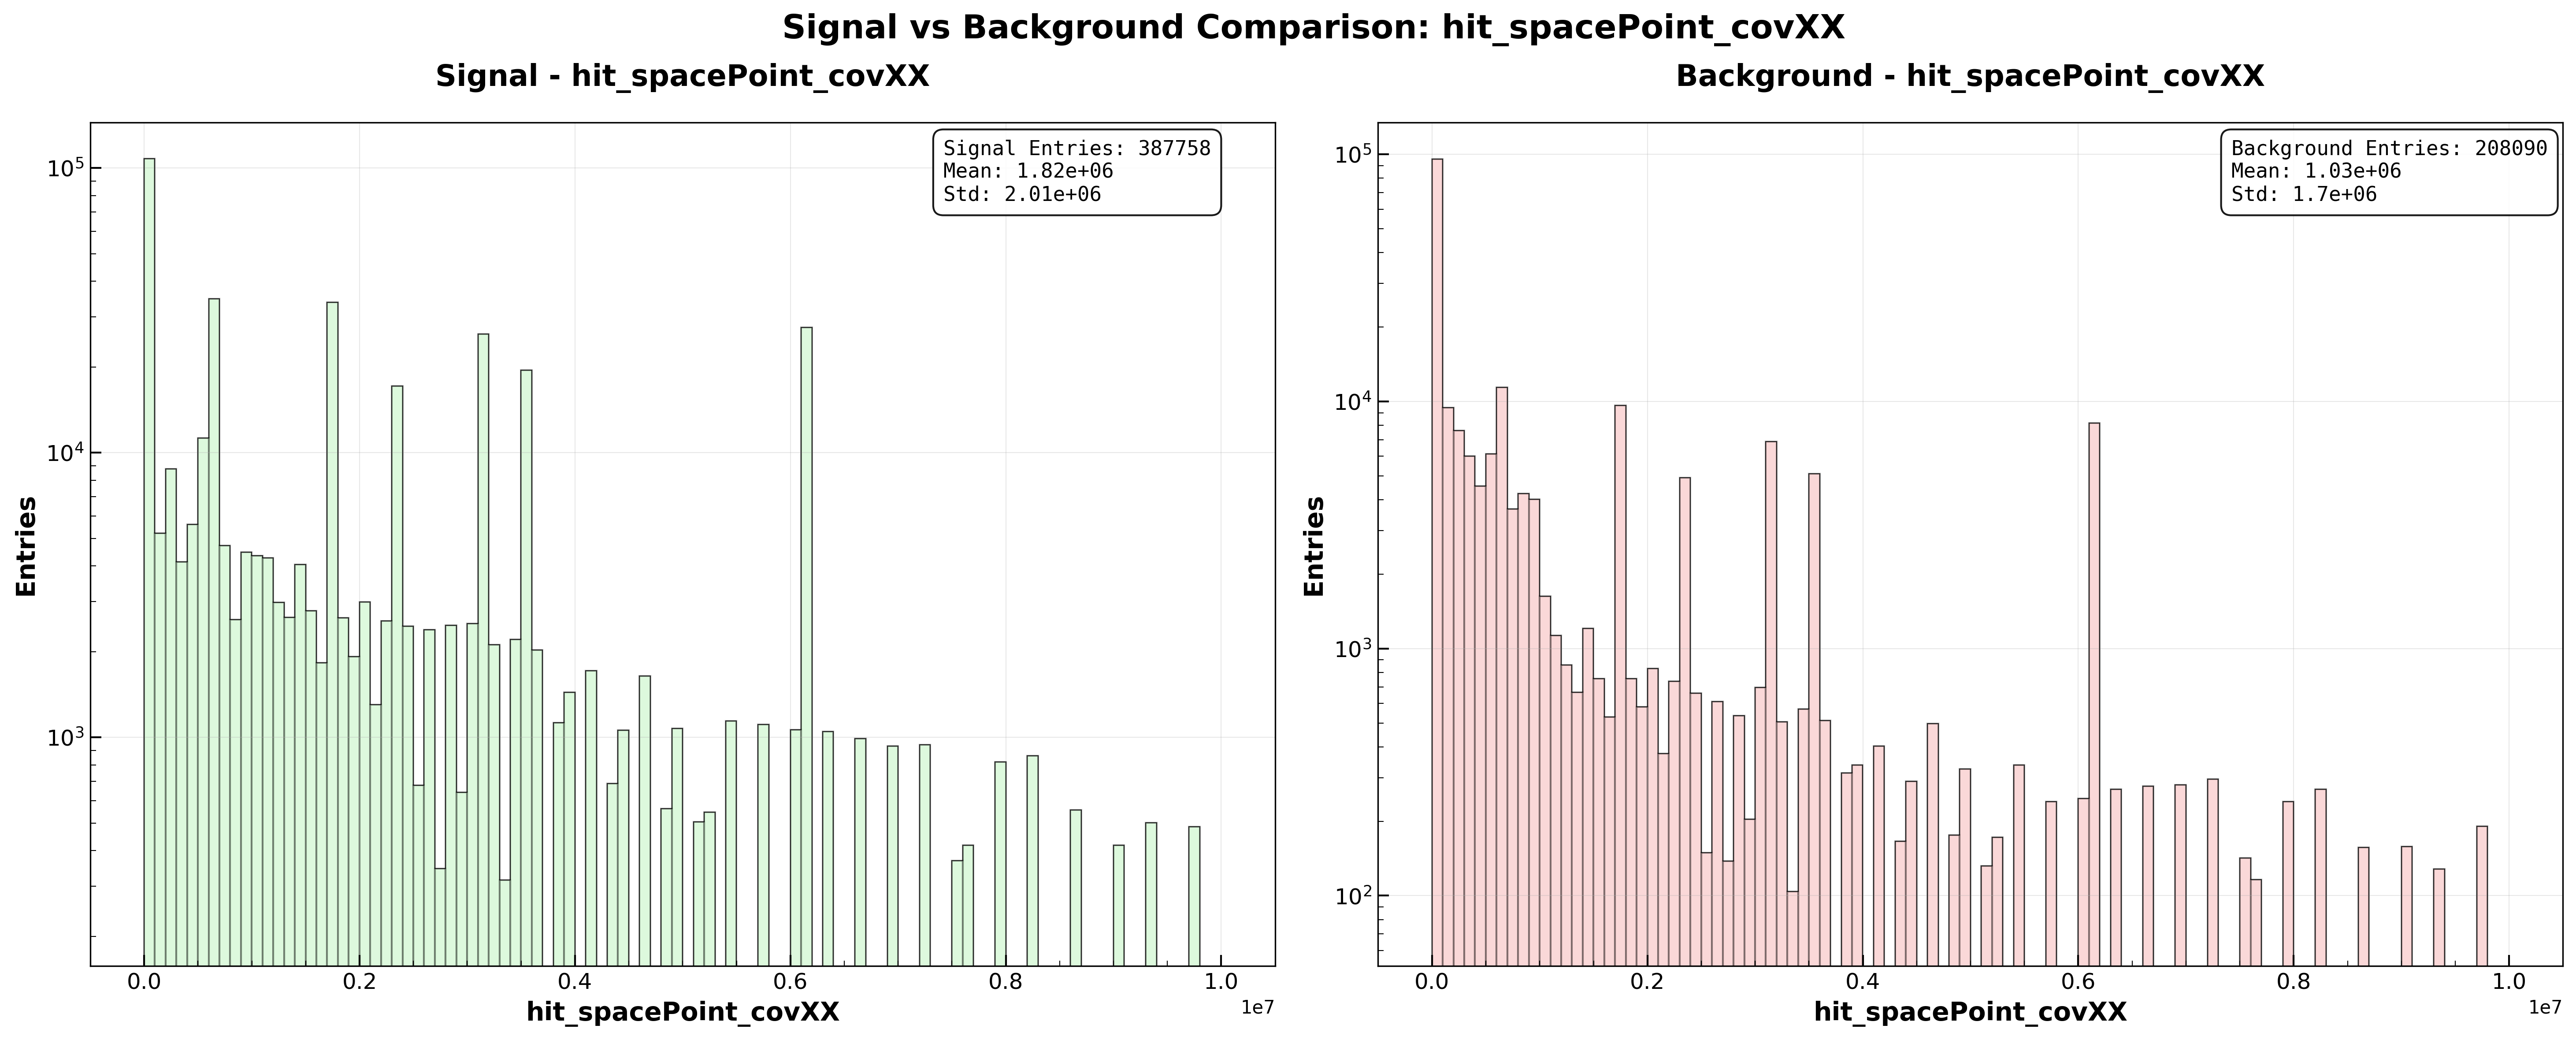 Signal vs Background Comparison: hit_spacePoint_covXX
Signal - hit_spacePoint_covXX
Signal Entries: 387758
Mean: 1.82e+06
Std: 2.01e+06
10^5
10^4
10^3
Entries
0.0 0.2 0.4 0.6 0.8 1.0
1e7
hit_spacePoint_covXX
Background - hit_spacePoint_covXX
Background Entries: 208090
Mean: 1.03e+06
Std: 1.7e+06
10^5
10^4
10^3
10^2
Entries
0.0 0.2 0.4 0.6 0.8 1.0
1e7
hit_spacePoint_covXX